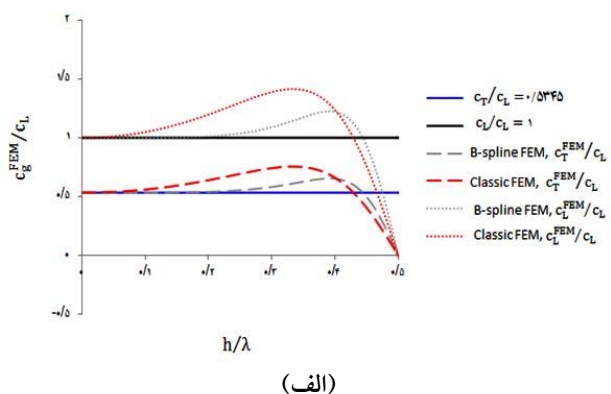 c_g^FEM/c_L
۲
۱/۵
۱
۰/۵
۰
-۰/۵
۰
۰/۱
۰/۲
۰/۳
۰/۴
۰/۵
h/λ
c_T/c_L = ۰/۵۳۴۵
c_L/c_L = ۱
B-spline FEM, c_T^FEM/c_L
Classic FEM, c_T^FEM/c_L
B-spline FEM, c_L^FEM/c_L
Classic FEM, c_L^FEM/c_L
(الف)